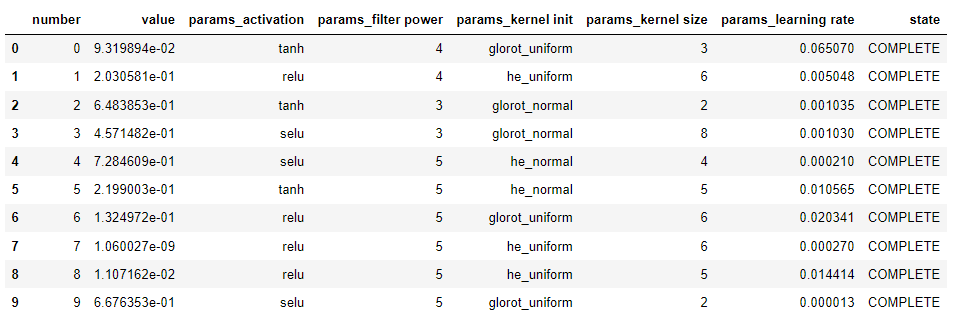 number value params_activation params_filter power params_kernel init params_kernel size params_learning rate state
0 0 9.319894e-02 tanh 4 glorot_uniform 3 0.065070 COMPLETE
1 1 2.030581e-01 relu 4 he_uniform 6 0.005048 COMPLETE
2 2 6.483853e-01 tanh 3 glorot_normal 2 0.001035 COMPLETE
3 3 4.571482e-01 selu 3 glorot_normal 8 0.001030 COMPLETE
4 4 7.284609e-01 selu 5 he_normal 4 0.000210 COMPLETE
5 5 2.199003e-01 tanh 5 he_normal 5 0.010565 COMPLETE
6 6 1.324972e-01 relu 5 glorot_uniform 6 0.020341 COMPLETE
7 7 1.060027e-09 relu 5 he_uniform 6 0.000270 COMPLETE
8 8 1.107162e-02 relu 5 he_uniform 5 0.014414 COMPLETE
9 9 6.676353e-01 selu 5 glorot_uniform 2 0.000013 COMPLETE